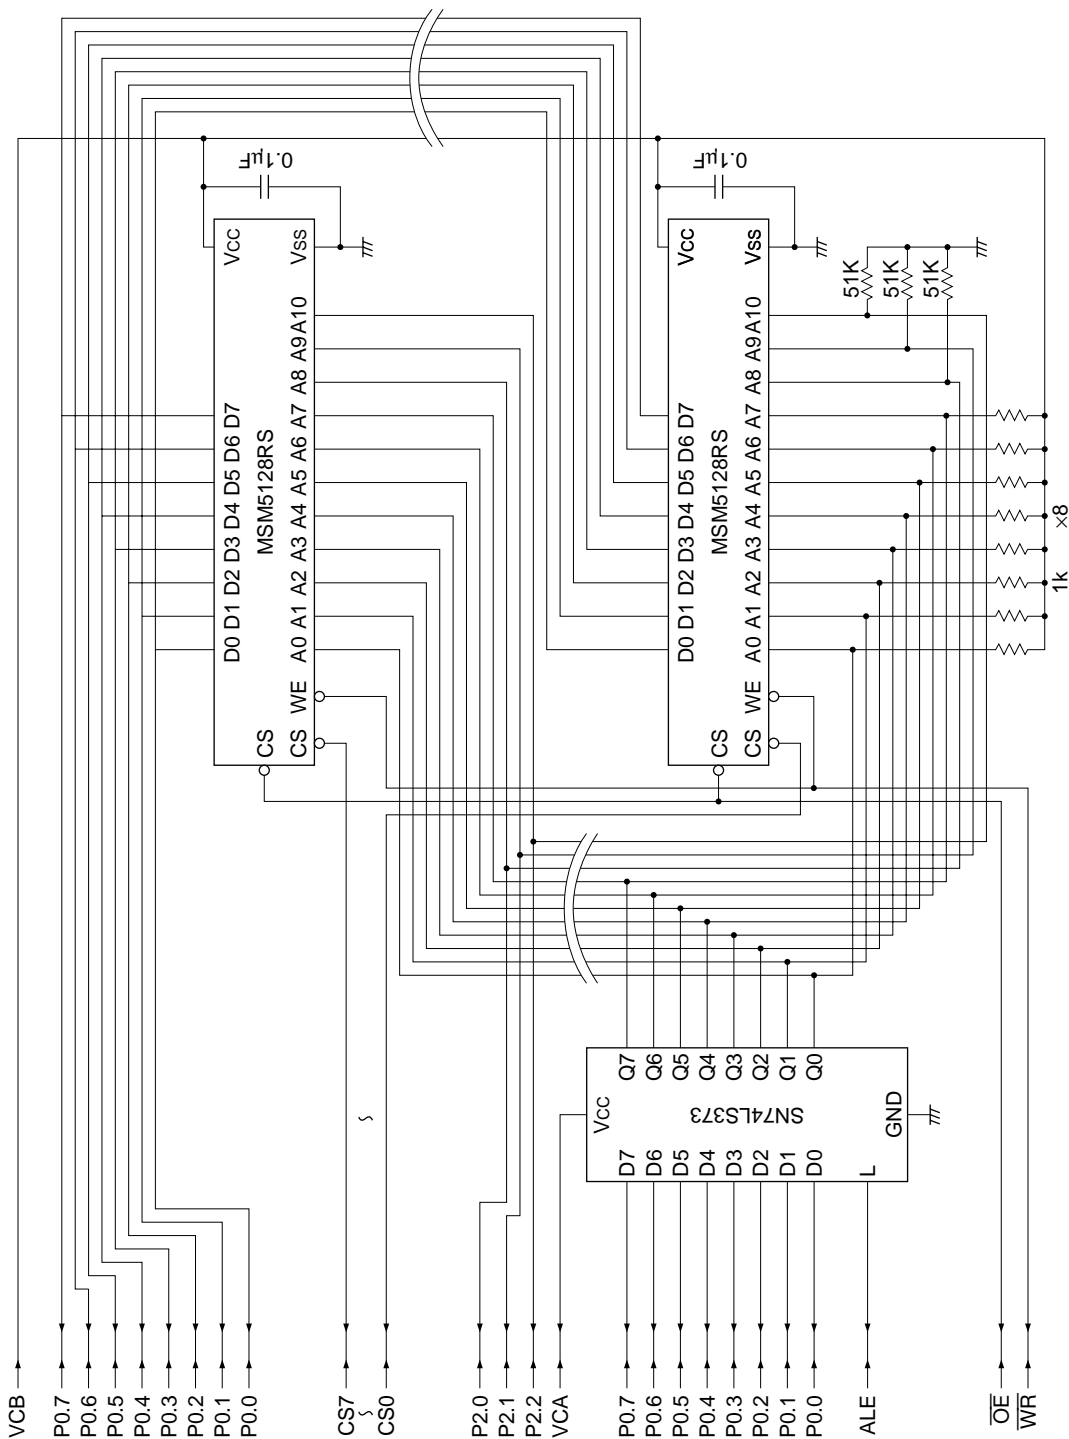 0.1µF
0.1µF
VCC
VSS
VCC
VSS
51K
51K
51K
D0 D1 D2 D3 D4 D5 D6 D7
MSM5128RS
CS
CS WE A0 A1 A2 A3 A4 A5 A6 A7 A8 A9 A10
D0 D1 D2 D3 D4 D5 D6 D7
MSM5128RS
CS
CS WE A0 A1 A2 A3 A4 A5 A6 A7 A8 A9 A10
1k ×8
VCC
SN74LS373
GND
Q7
Q6
Q5
Q4
Q3
Q2
Q1
Q0
D7
D6
D5
D4
D3
D2
D1
D0
L
~
VCB
P0.7
P0.6
P0.5
P0.4
P0.3
P0.2
P0.1
P0.0
CS7
~
CS0
P2.0
P2.1
P2.2
VCA
P0.7
P0.6
P0.5
P0.4
P0.3
P0.2
P0.1
P0.0
ALE
OE
WR